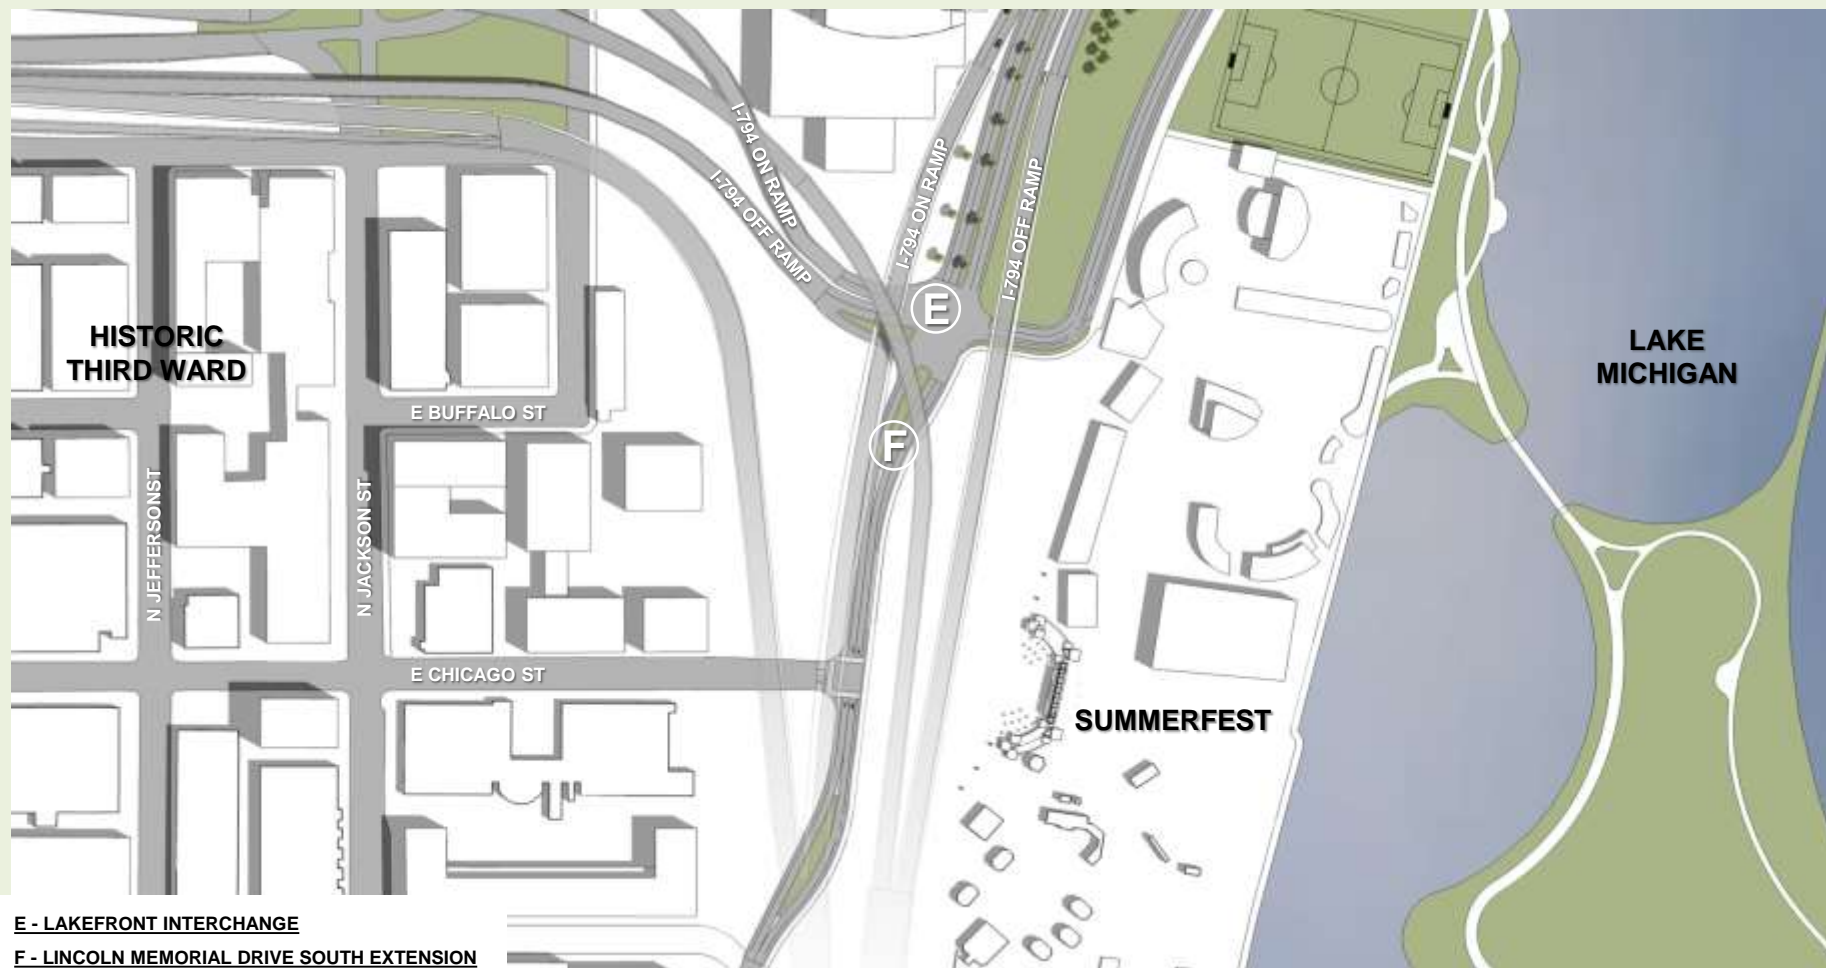 I-794 ON RAMP
I-794 OFF RAMP
I-794 ON RAMP
I-794 OFF RAMP
E
HISTORIC
THIRD WARD
LAKE
MICHIGAN
E BUFFALO ST
F
N JEFFERSONST
N JACKSON ST
E CHICAGO ST
SUMMERFEST
E - LAKEFRONT INTERCHANGE
F - LINCOLN MEMORIAL DRIVE SOUTH EXTENSION